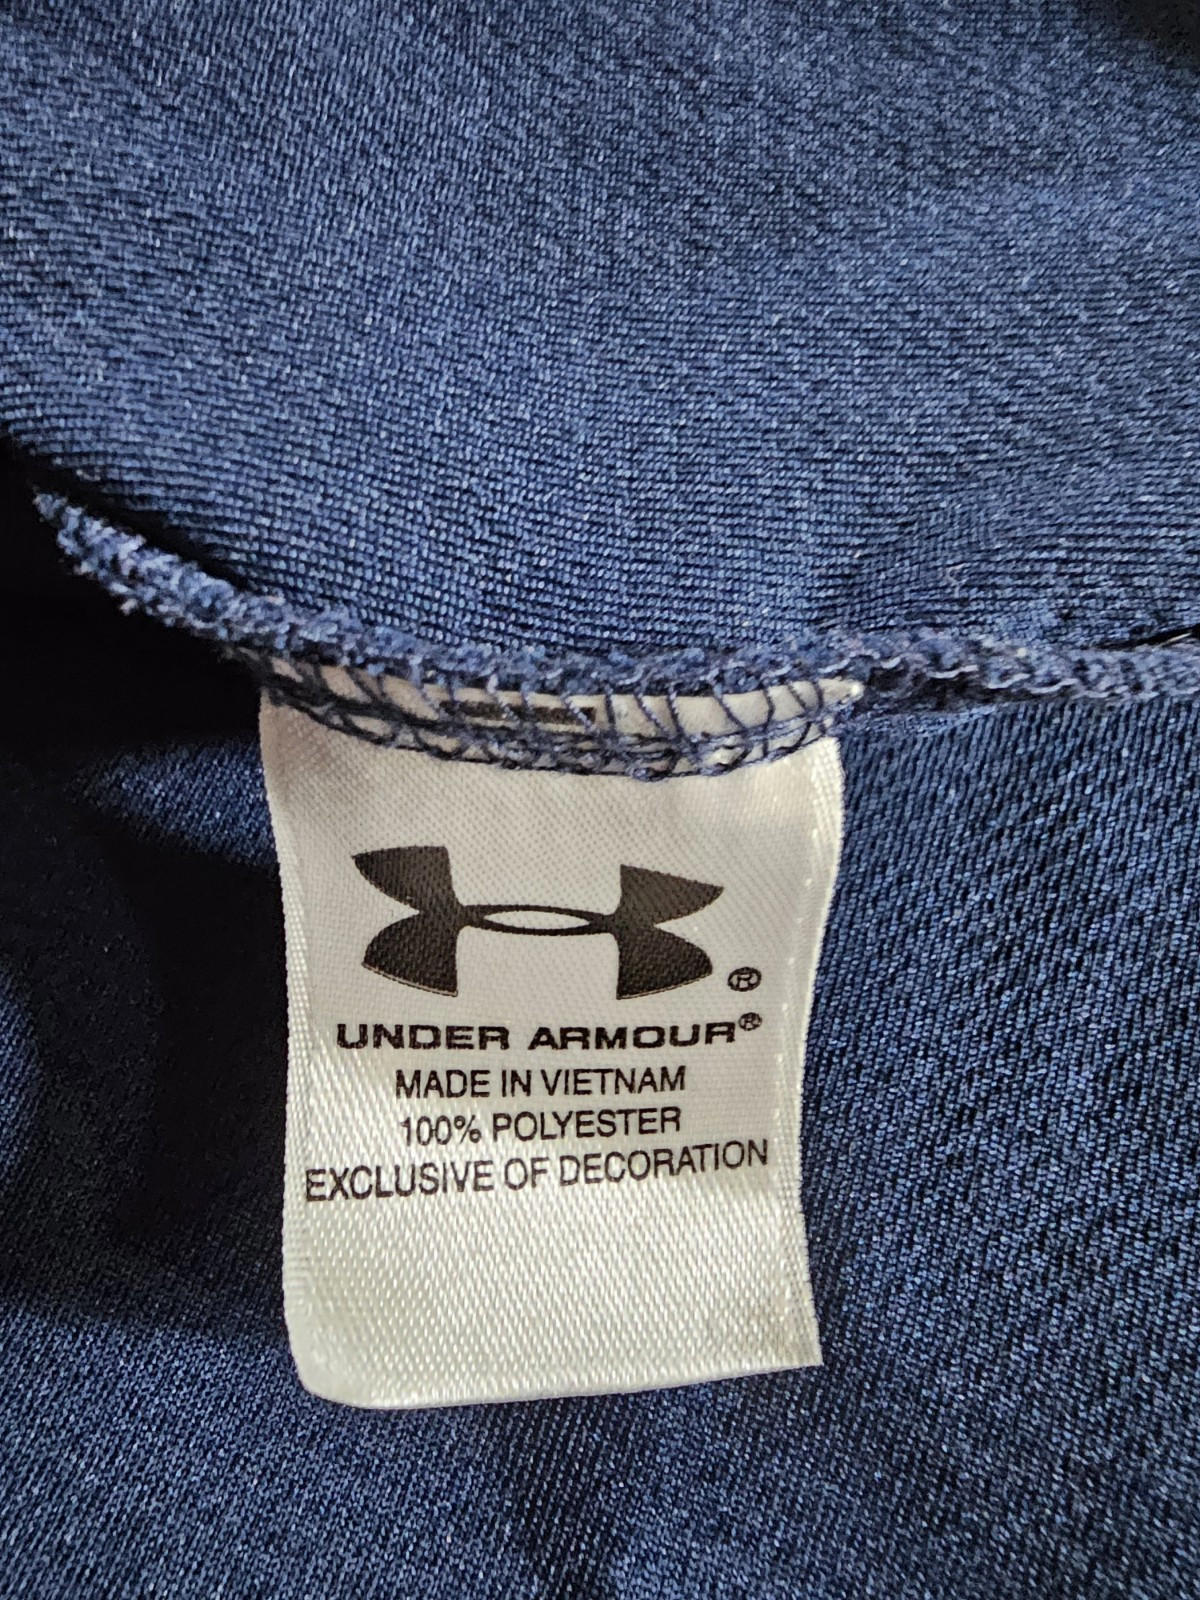 ®
UNDER ARMOUR®
MADE IN VIETNAM
100% POLYESTER
EXCLUSIVE OF DECORATION